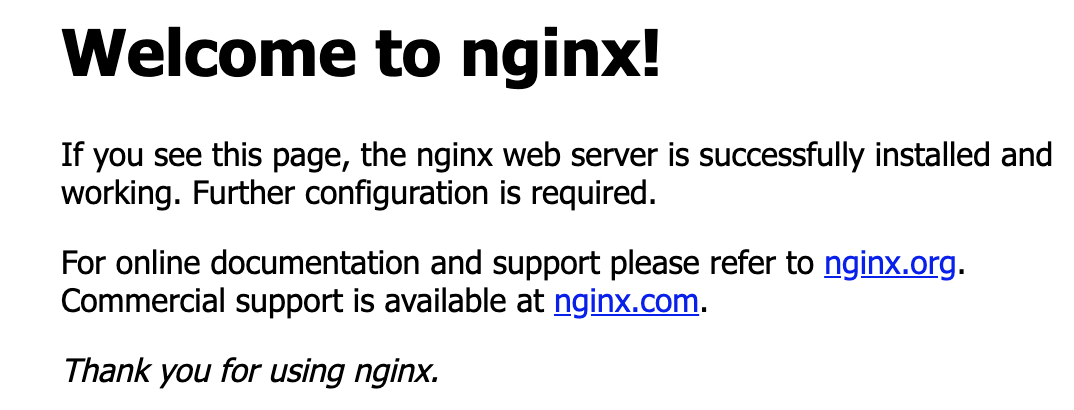 Welcome to nginx!
If you see this page, the nginx web server is successfully installed and
working. Further configuration is required.
For online documentation and support please refer to nginx.org.
Commercial support is available at nginx.com.
Thank you for using nginx.